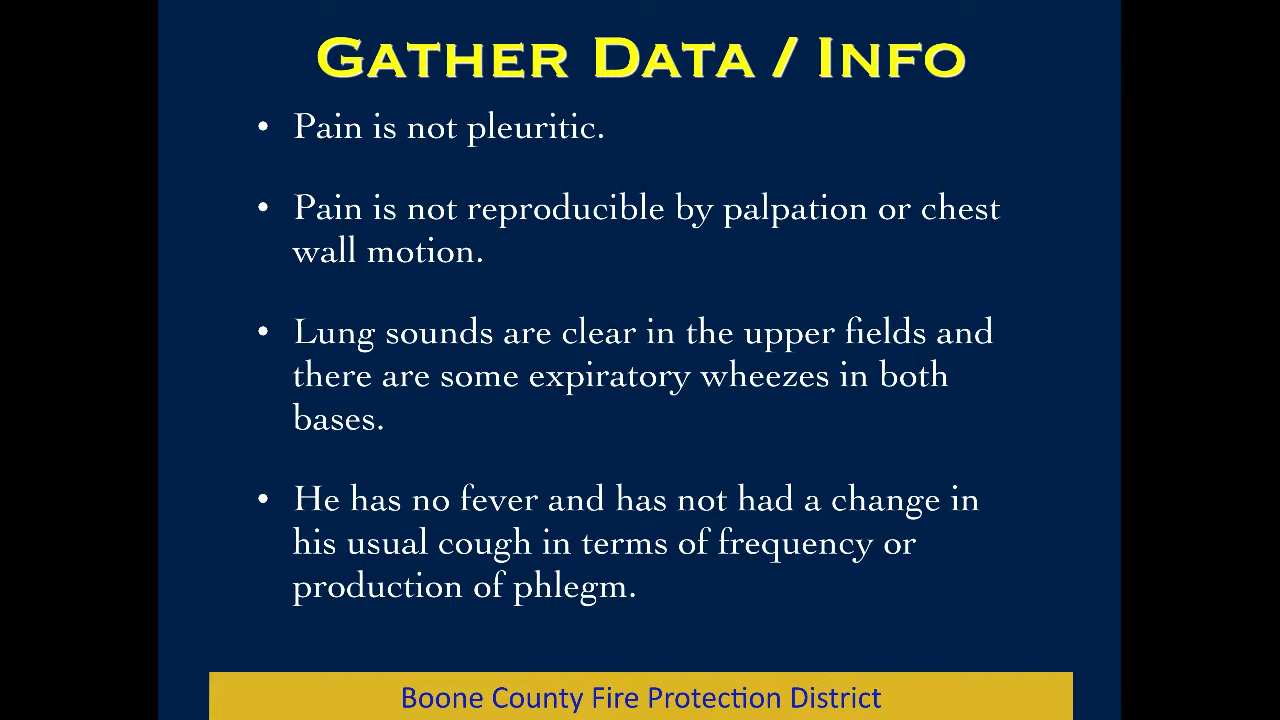 GATHER DATA / INFO
• Pain is not pleuritic.
• Pain is not reproducible by palpation or chest
wall motion.
• Lung sounds are clear in the upper fields and
there are some expiratory wheezes in both
bases.
• He has no fever and has not had a change in
his usual cough in terms of frequency or
production of phlegm.
Boone County Fire Protection District